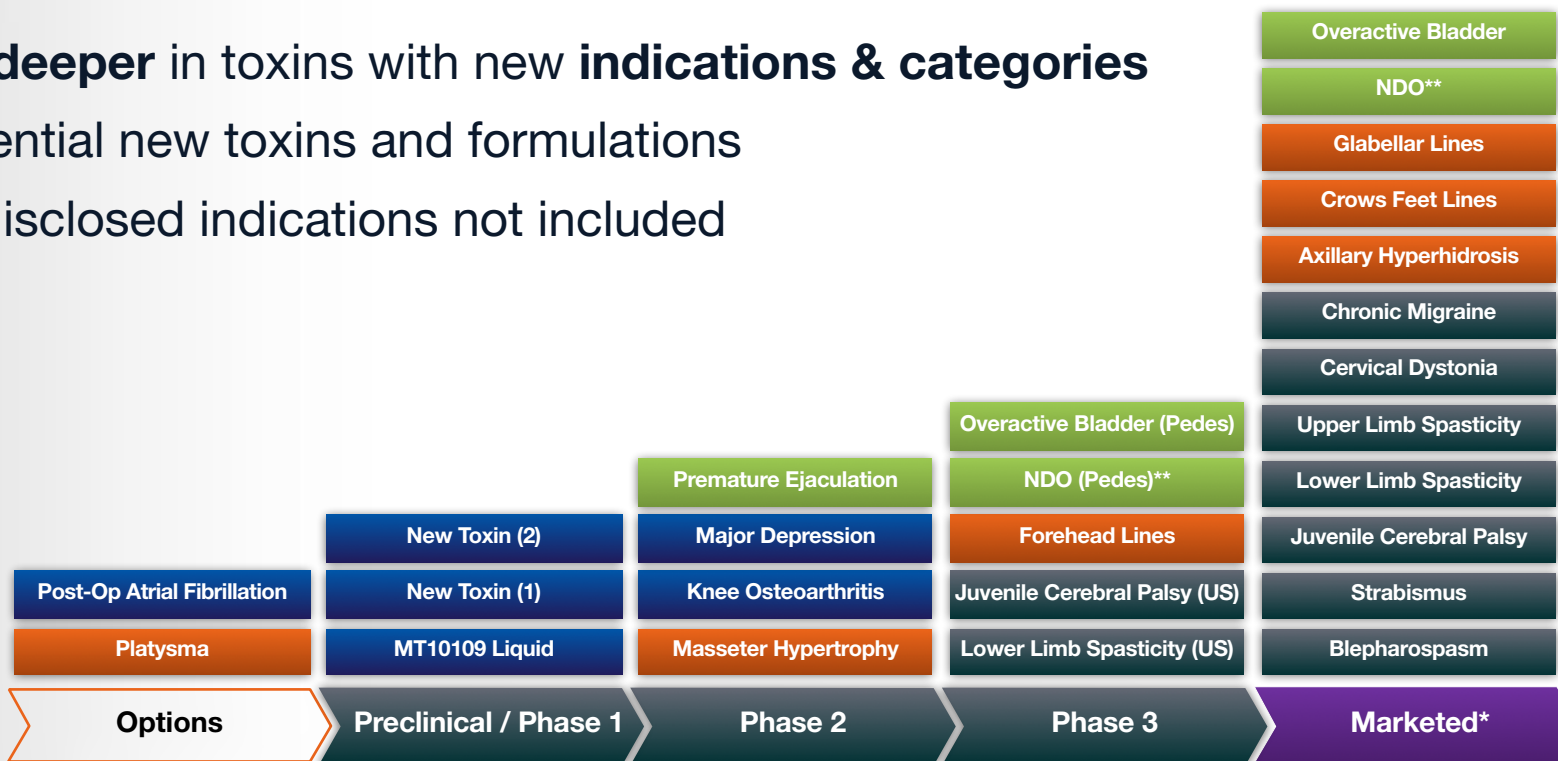 deeper in toxins with new indications & categories
new toxins and formulations
indications not included
Overactive Bladder
NDO**
Glabellar Lines
Crows Feet Lines
Axillary Hyperhidrosis
Chronic Migraine
Cervical Dystonia
Overactive Bladder (Pedes)
Upper Limb Spasticity
Premature Ejaculation
NDO (Pedes)**
Lower Limb Spasticity
New Toxin (2)
Major Depression
Forehead Lines
Juvenile Cerebral Palsy
Post-Op Atrial Fibrillation
New Toxin (1)
Knee Osteoarthritis
Juvenile Cerebral Palsy (US)
Strabismus
Platysma
MT10109 Liquid
Masseter Hypertrophy
Lower Limb Spasticity (US)
Blepharospasm
Options
Preclinical / Phase 1
Phase 2
Phase 3
Marketed*